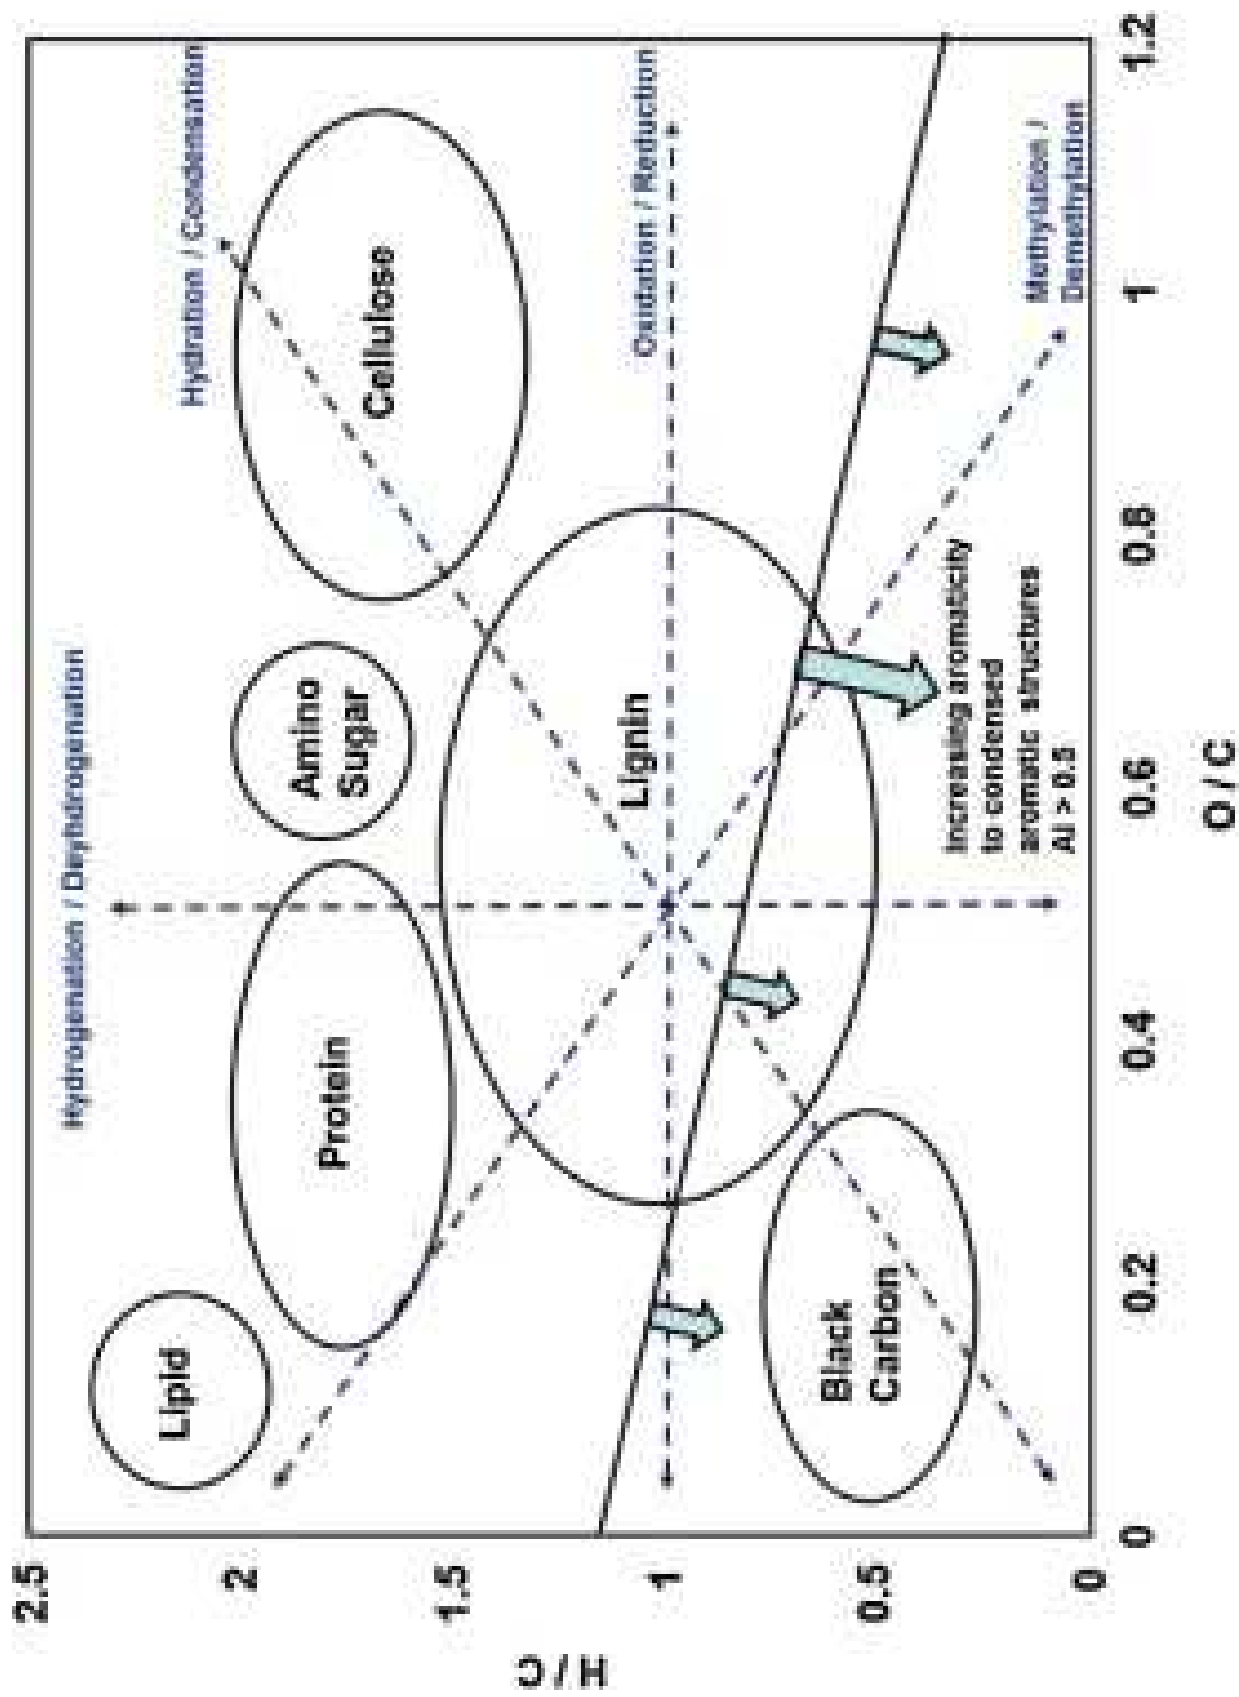 Hydrogenation / Deyhdrogenation
Hydration / Condensation
Lipid
Protein
Amino
Sugar
Cellulose
Oxidation / Reduction
Lignin
Black
Carbon
Increasing aromaticity
to condensed
aromatic structures
AI > 0.5
Methylation /
Demethylation
H / C
2.5
2
1.5
1
0.5
0
0
0.2
0.4
0.6
0.8
1
1.2
O / C